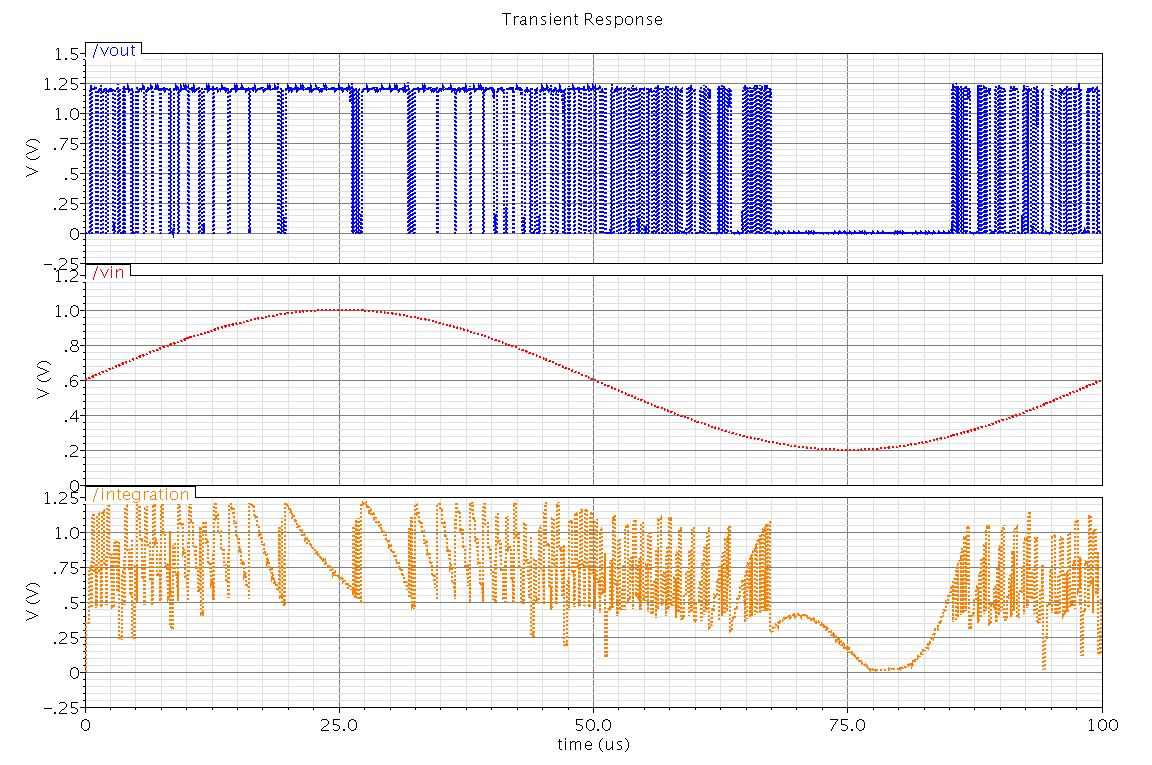 Transient Response
/vout
1.5
1.25
1.0
.75
.5
.25
0
-.25
V (V)
/vin
1.2
1.0
.8
.6
.4
.2
0
V (V)
/integration
1.25
1.0
.75
.5
.25
0
-.25
V (V)
0 25.0 50.0 75.0 100
time (us)